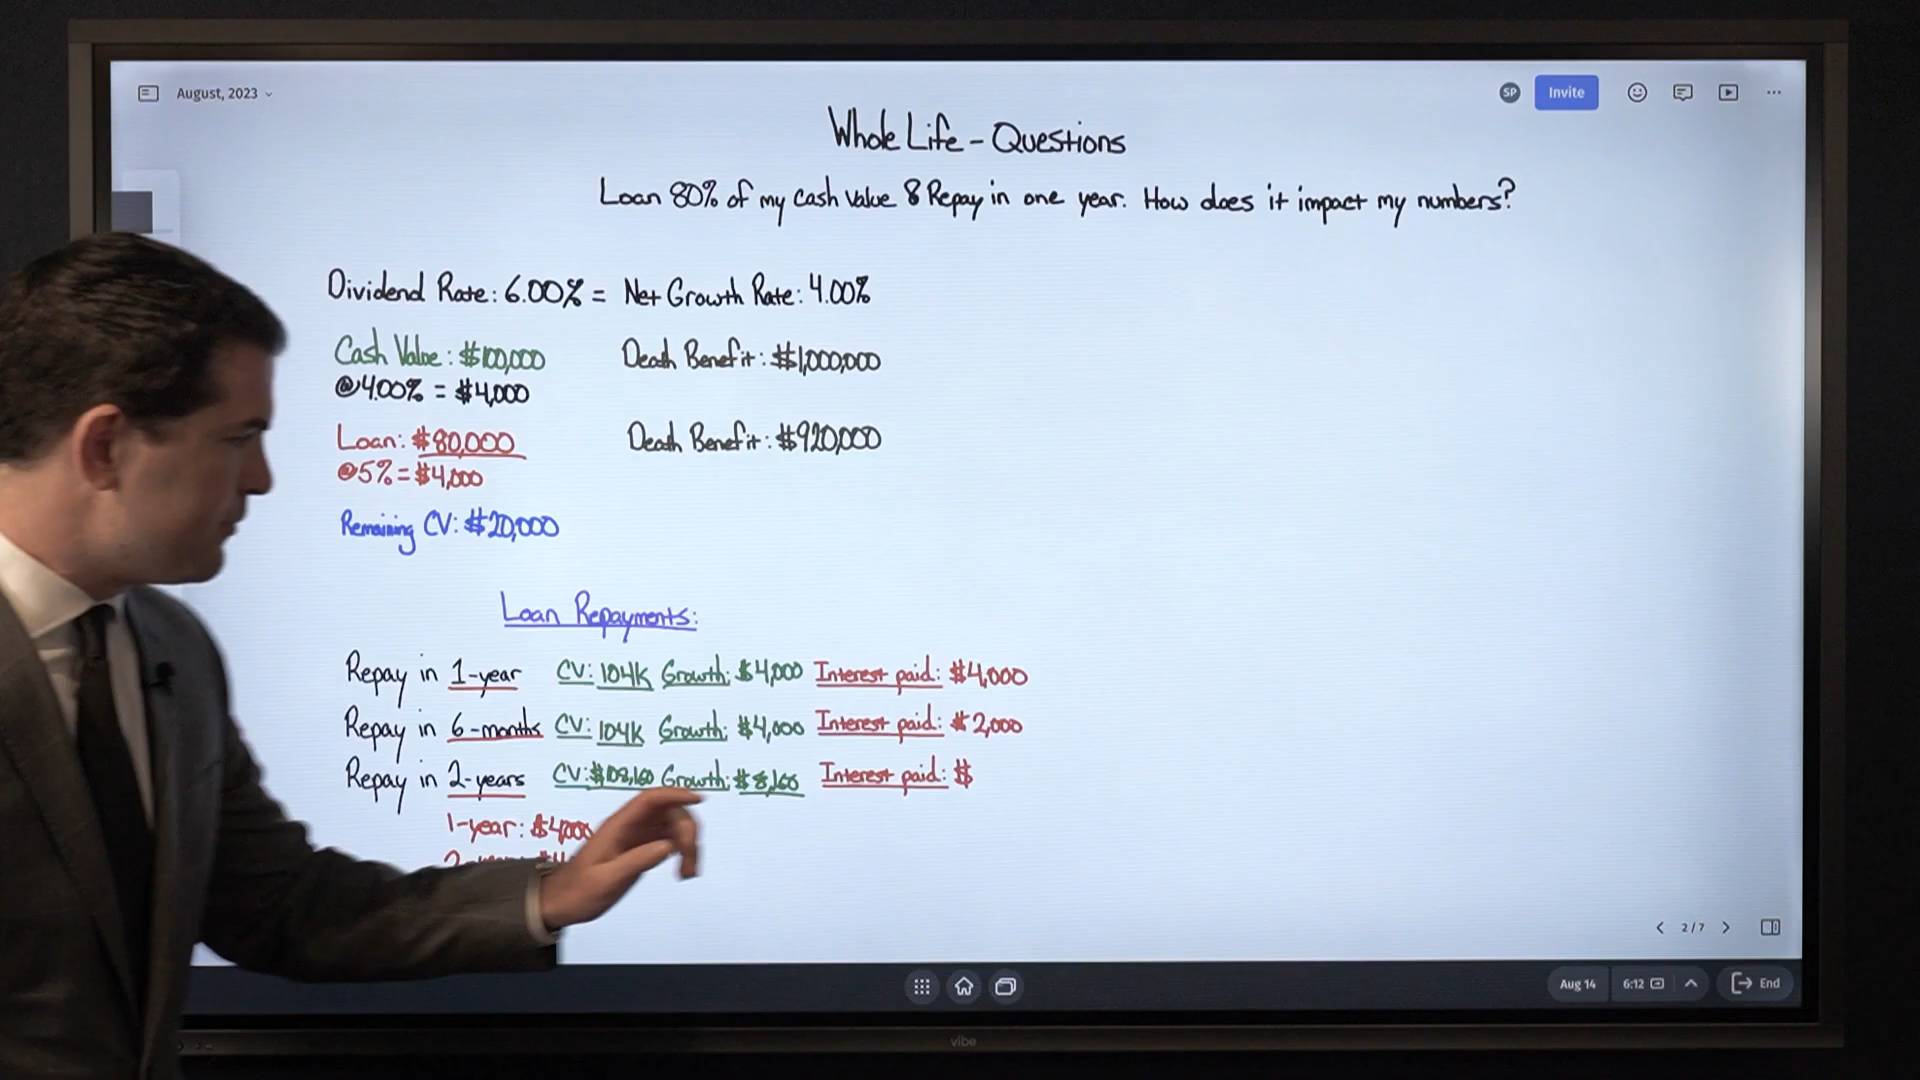 August, 2023
SP
Invite
Whole Life - Questions
Loan 80% of my Cash Value & Repay in one year. How does it impact my numbers?
Dividend Rate: 6.00% = Net Growth Rate: 4.00%
Cash Value: $100,000 Death Benefit: $1,000,000
@4.00% = $4,000
Loan: $80,000 Death Benefit: $920,000
@5% = $4,000
Remaining CV: $20,000
Loan Repayments:
Repay in 1-year CV: 104K Growth: $4,000 Interest paid: $4,000
Repay in 6-months CV: 104K Growth: $4,000 Interest paid: $2,000
Repay in 2-years CV: $108,160 Growth: $8,160 Interest paid: $
1-year: $4,000
2/7
Aug 14
6:12
End
vibe